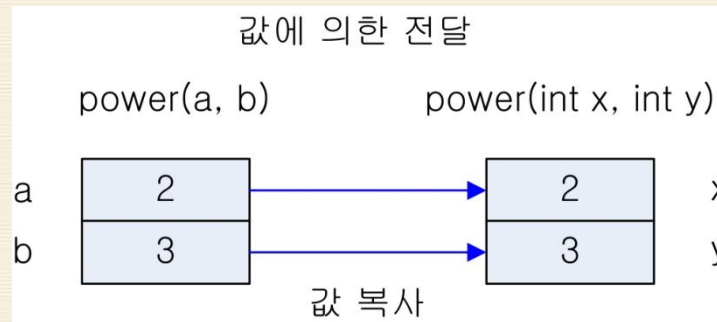 값에 의한 전달
power(a, b) power(int x, int y)
a 2 2 x
b 3 3 y
값 복사